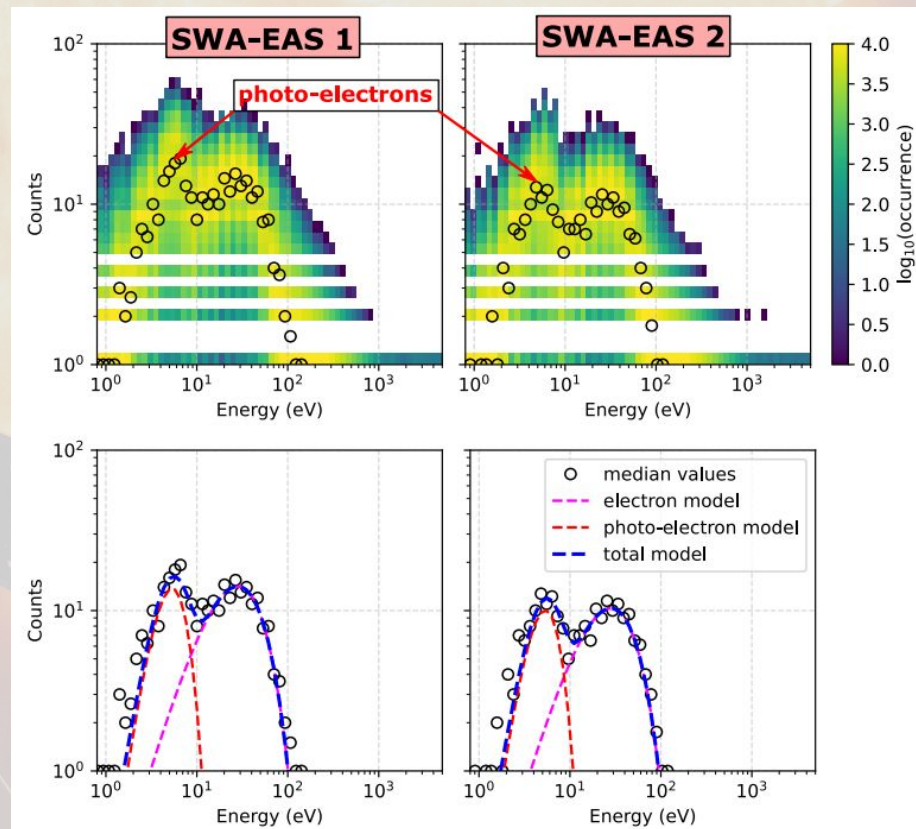 SWA-EAS 1
SWA-EAS 2
photo-electrons
10²
10¹
10⁰
Counts
10⁰ 10¹ 10² 10³
Energy (eV)
10⁰ 10¹ 10² 10³
Energy (eV)
4.0
3.5
3.0
2.5
2.0
1.5
1.0
0.5
0.0
log₁₀(occurrence)
10²
10¹
10⁰
Counts
10⁰ 10¹ 10² 10³
Energy (eV)
10²
10¹
10⁰
median values
electron model
photo-electron model
total model
10⁰ 10¹ 10² 10³
Energy (eV)